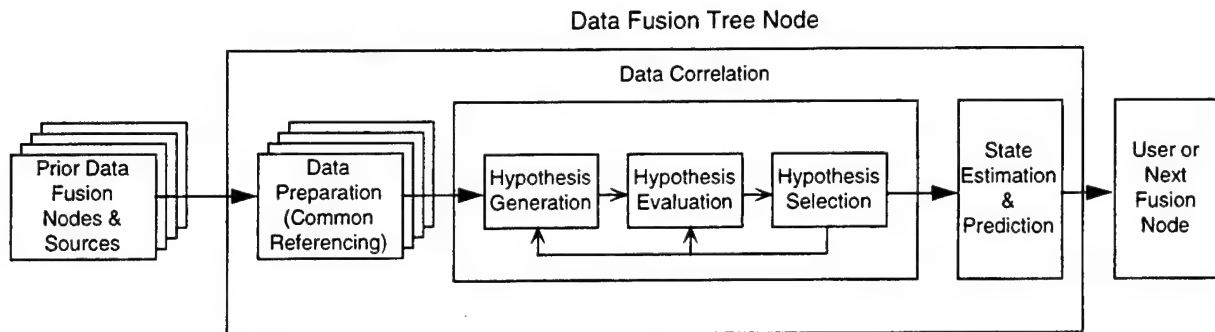 Data Fusion Tree Node
Data Correlation
Prior Data
Fusion
Nodes &
Sources
Data
Preparation
(Common
Referencing)
Hypothesis
Generation
Hypothesis
Evaluation
Hypothesis
Selection
State
Estimation
&
Prediction
User or
Next
Fusion
Node